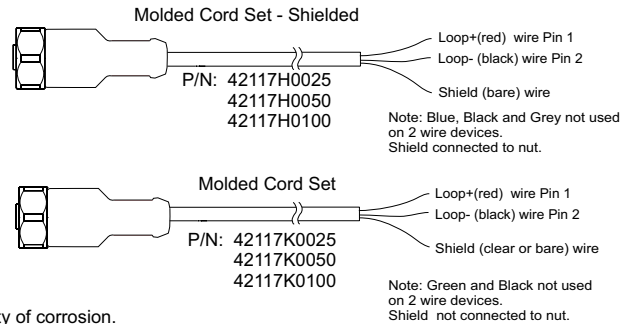 Molded Cord Set - Shielded
Loop+(red) wire Pin 1
Loop- (black) wire Pin 2
P/N: 42117H0025
42117H0050
42117H0100
Shield (bare) wire
Note: Blue, Black and Grey not used
on 2 wire devices.
Shield connected to nut.
Molded Cord Set
Loop+(red) wire Pin 1
Loop- (black) wire Pin 2
P/N: 42117K0025
42117K0050
42117K0100
Shield (clear or bare) wire
Note: Green and Black not used
on 2 wire devices.
Shield not connected to nut.
of corrosion.